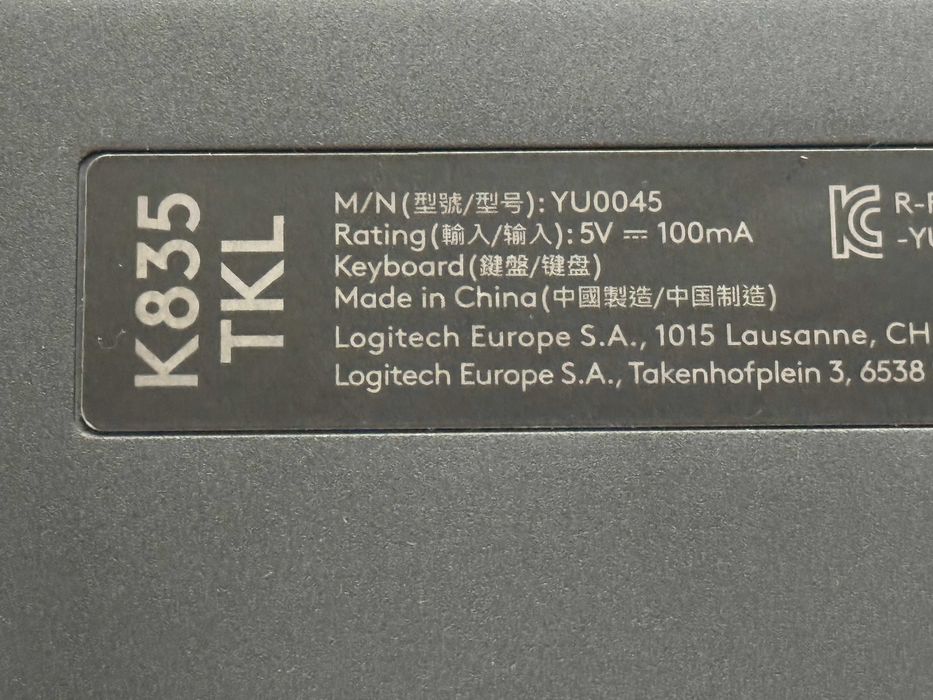 K835
TKL
M/N(型號/型号): YU0045
Rating(輸入/输入): 5V ⎓ 100mA
Keyboard(鍵盤/键盘)
Made in China(中國製造/中国制造)
Logitech Europe S.A., 1015 Lausanne, CH
Logitech Europe S.A., Takenhofplein 3, 6538
R-
-YU